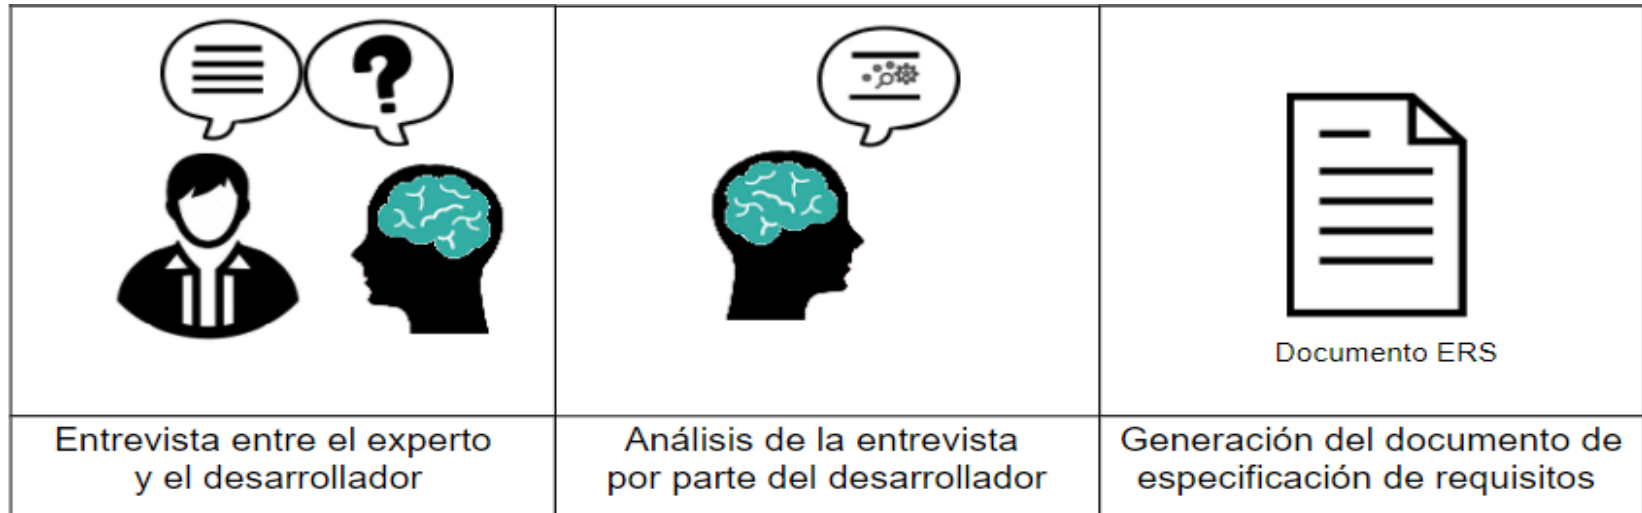 ?
Documento ERS
Entrevista entre el experto
y el desarrollador
Análisis de la entrevista
por parte del desarrollador
Generación del documento de
especificación de requisitos